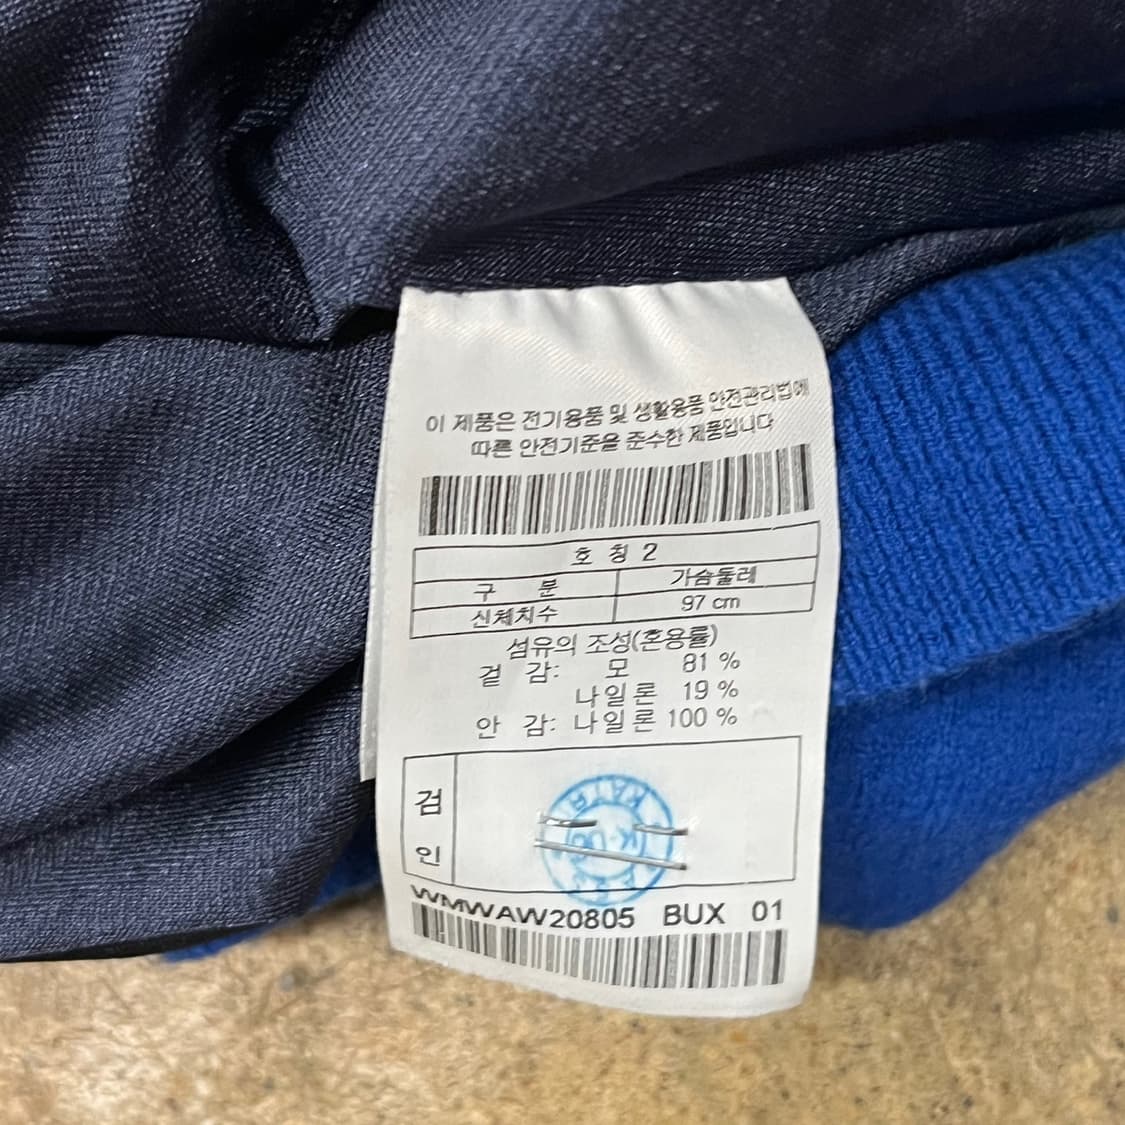 이 제품은 전기용품 및 생활용품 안전관리법에
따른 안전기준을 준수한 제품입니다
호 칭 2
구 분 가슴둘레
신체치수 97 cm
섬유의 조성(혼용률)
겉 감: 모 81 %
나일론 19 %
안 감: 나일론 100 %
검
인
KATRI
WMWAW20805 BUX 01